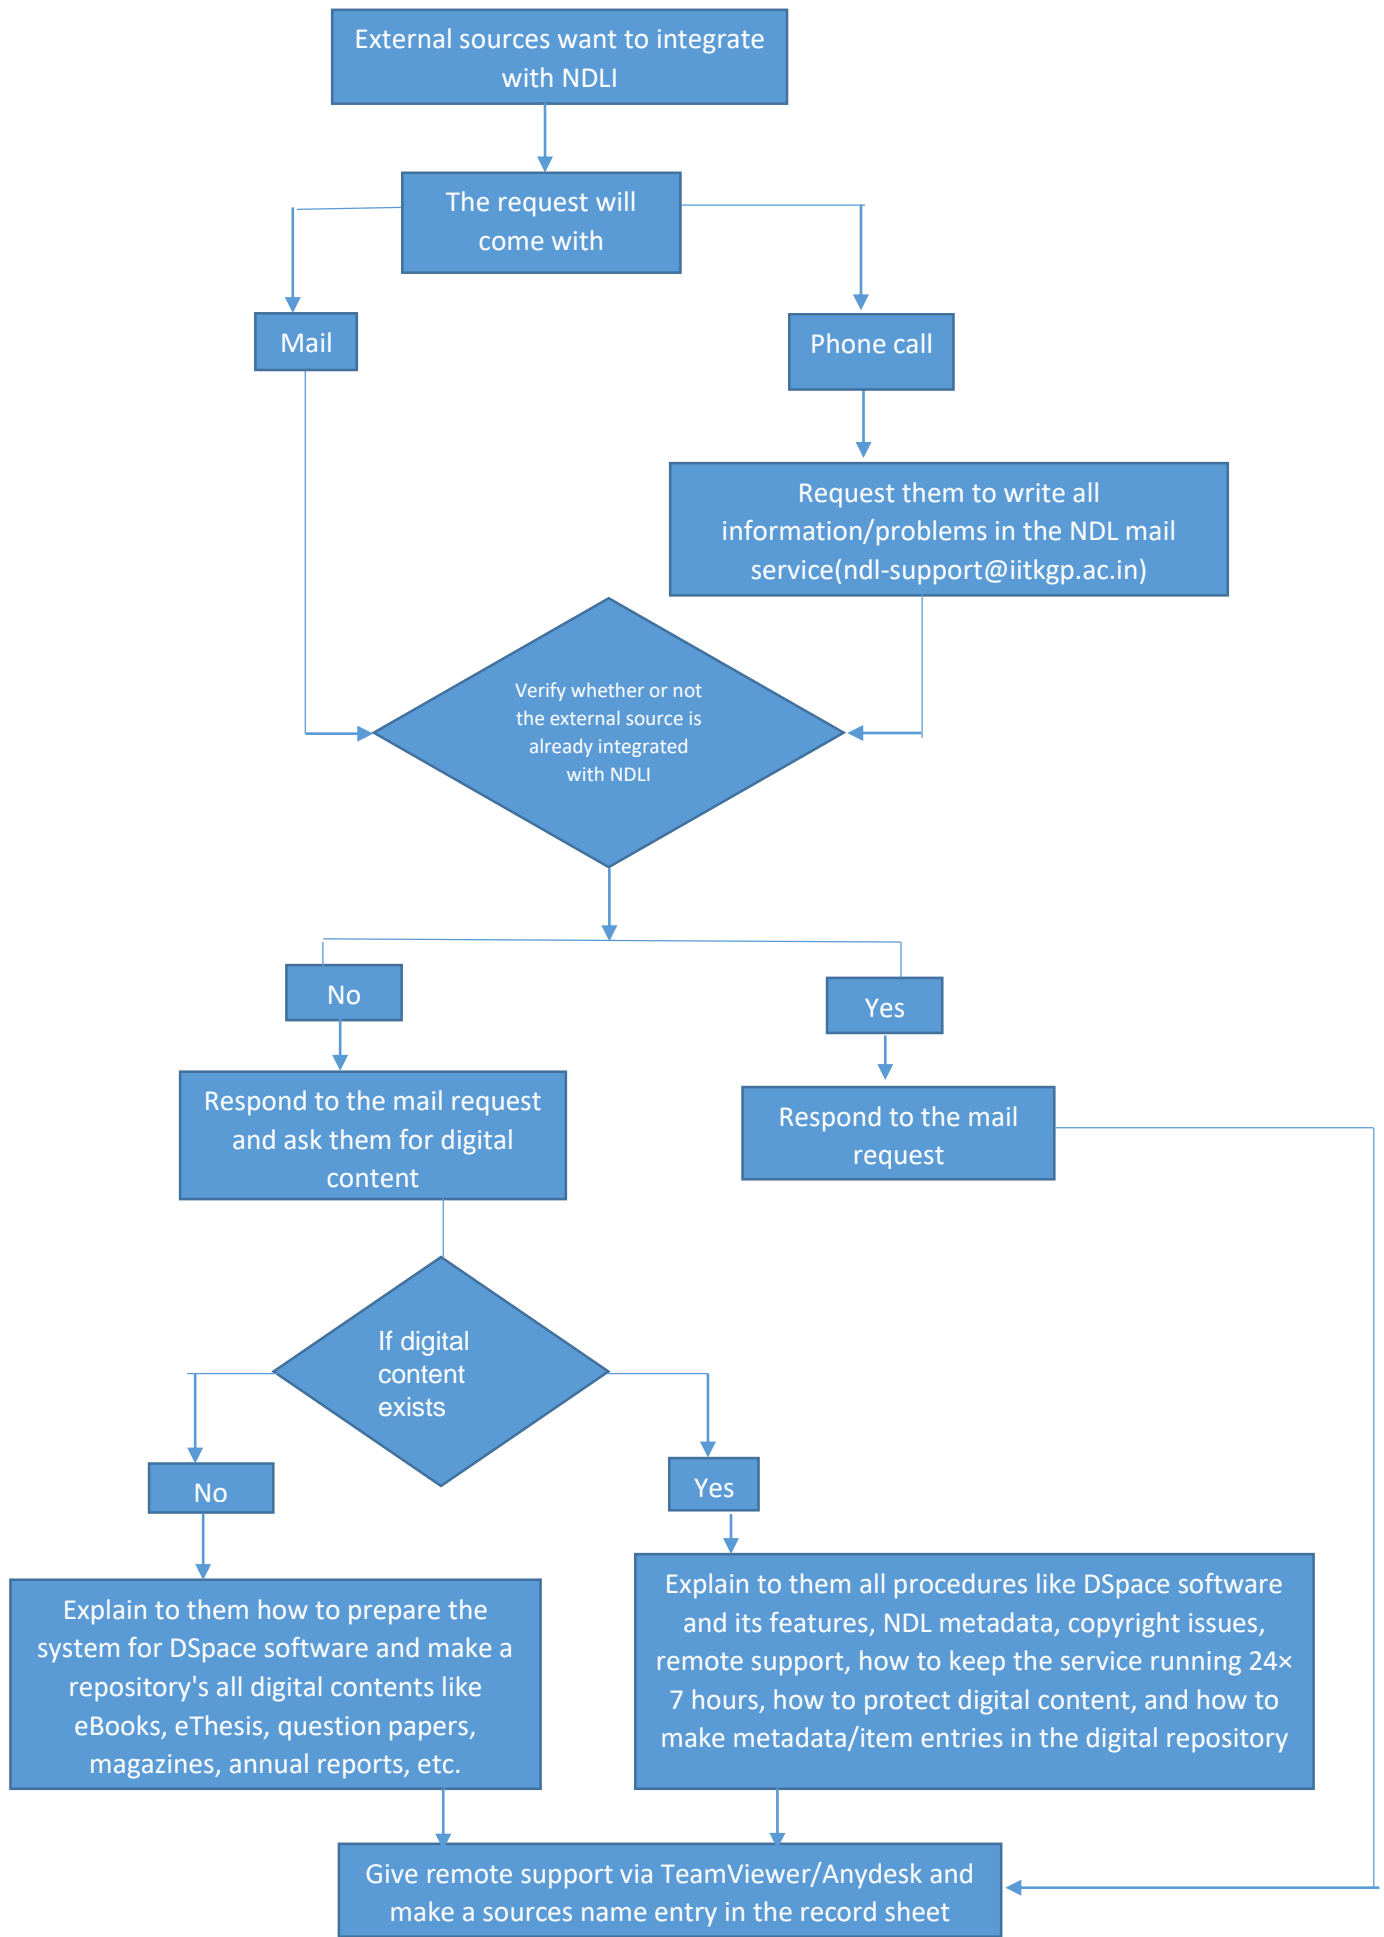 External sources want to integrate
with NDLI
The request will
come with
Mail
Phone call
Request them to write all
information/problems in the NDL mail
service(ndl-support@iitkgp.ac.in)
Verify whether or not
the external source is
already integrated
with NDLI
No
Yes
Respond to the mail request
and ask them for digital
content
Respond to the mail
request
If digital
content
exists
No
Yes
Explain to them how to prepare the
system for DSpace software and make a
repository's all digital contents like
eBooks, eThesis, question papers,
magazines, annual reports, etc.
Explain to them all procedures like DSpace software
and its features, NDL metadata, copyright issues,
remote support, how to keep the service running 24×
7 hours, how to protect digital content, and how to
make metadata/item entries in the digital repository
Give remote support via TeamViewer/Anydesk and
make a sources name entry in the record sheet